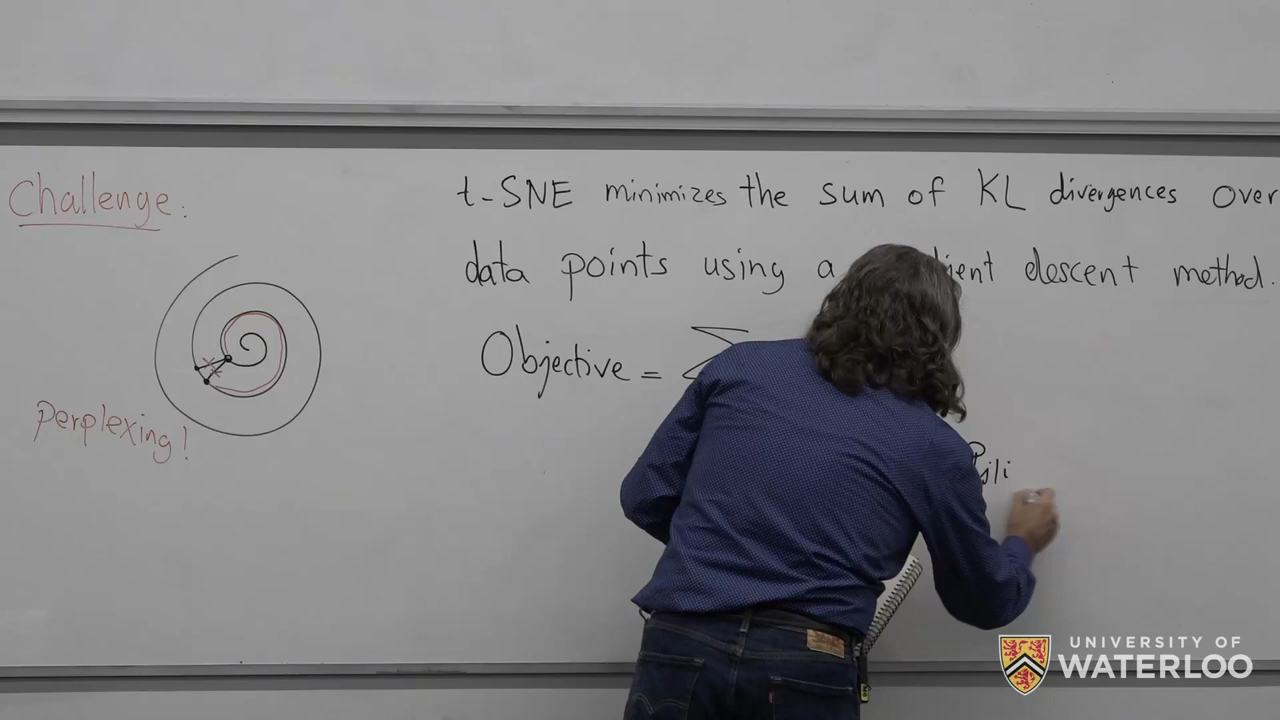 Challenge:
Perplexing!
t-SNE minimizes the sum of KL divergences over
data points using a descent method.
Objective = Σ
Pj|i
UNIVERSITY OF
WATERLOO